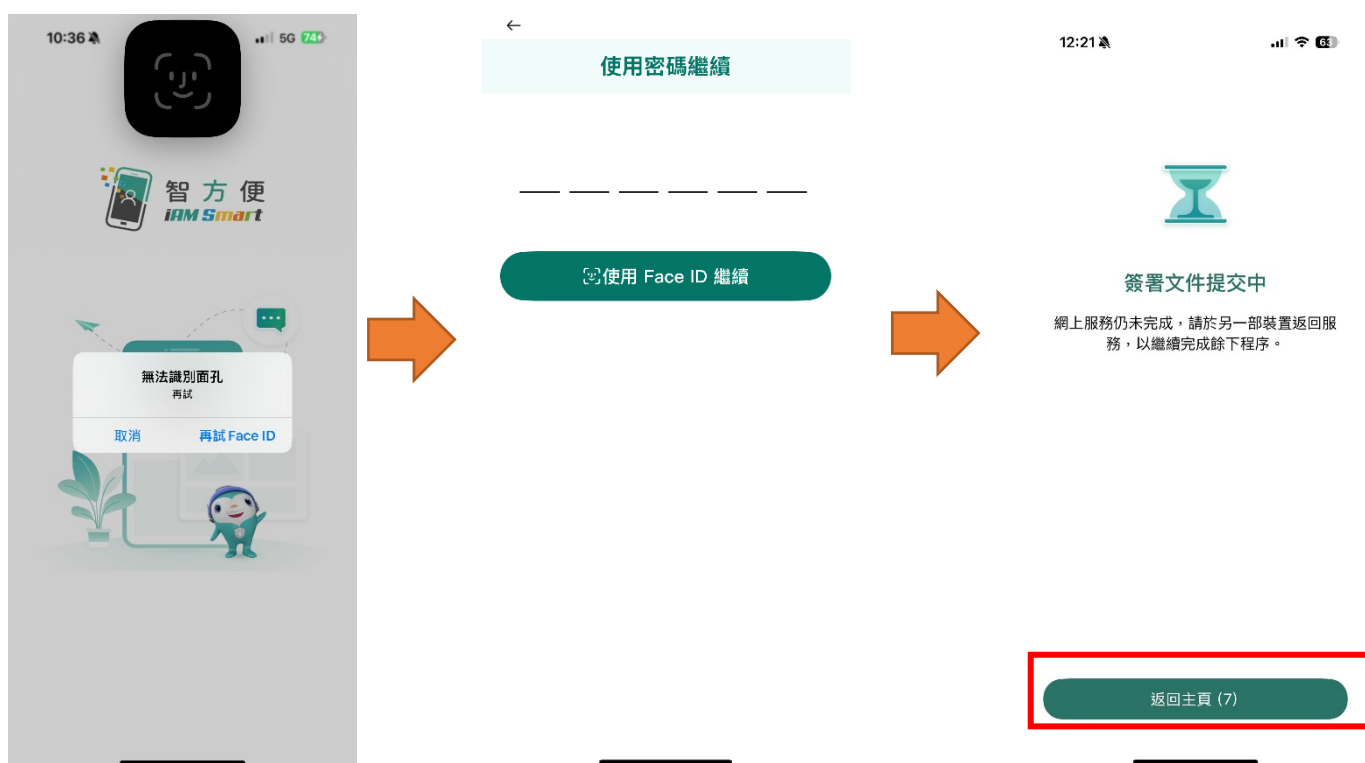 10:36
5G 74
智方便
iAM Smart
無法識別面孔
再試
取消 再試 Face ID
←
使用密碼繼續
使用 Face ID 繼續
12:21
63
簽署文件提交中
網上服務仍未完成，請於另一部裝置返回服
務，以繼續完成餘下程序。
返回主頁 (7)